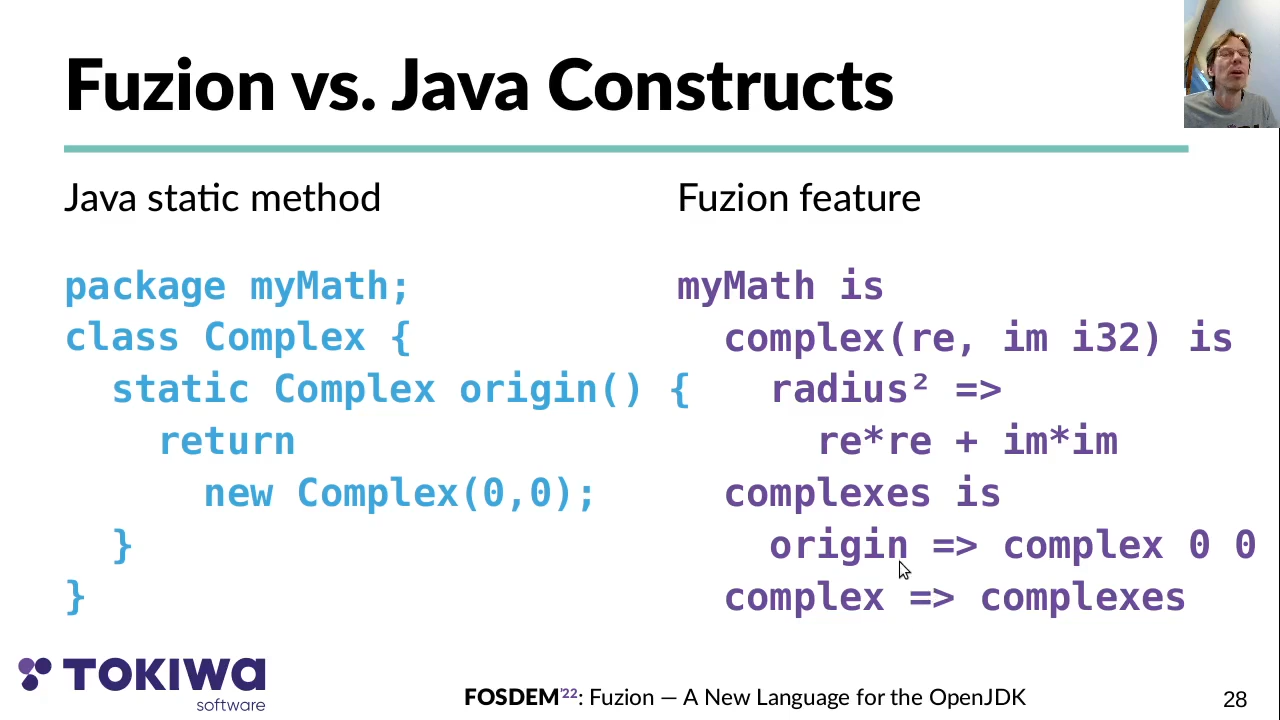 Fuzion vs. Java Constructs
Java static method
package myMath;
class Complex {
  static Complex origin() {
    return
      new Complex(0,0);
  }
}
Fuzion feature
myMath is
  complex(re, im i32) is
    radius² =>
      re*re + im*im
  complexes is
    origin => complex 0 0
  complex => complexes
TOKIWA
software
FOSDEM'22: Fuzion — A New Language for the OpenJDK
28